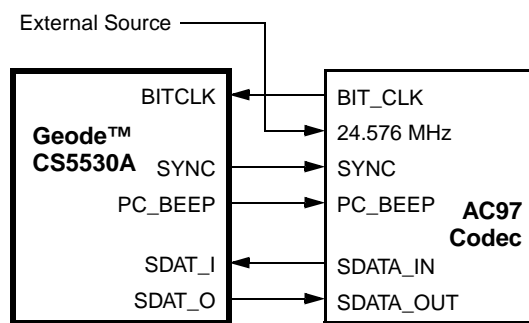 External Source
Geode™
CS5530A
BITCLK
SYNC
PC_BEEP
SDAT_I
SDAT_O
BIT_CLK
24.576 MHz
SYNC
PC_BEEP
AC97
Codec
SDATA_IN
SDATA_OUT